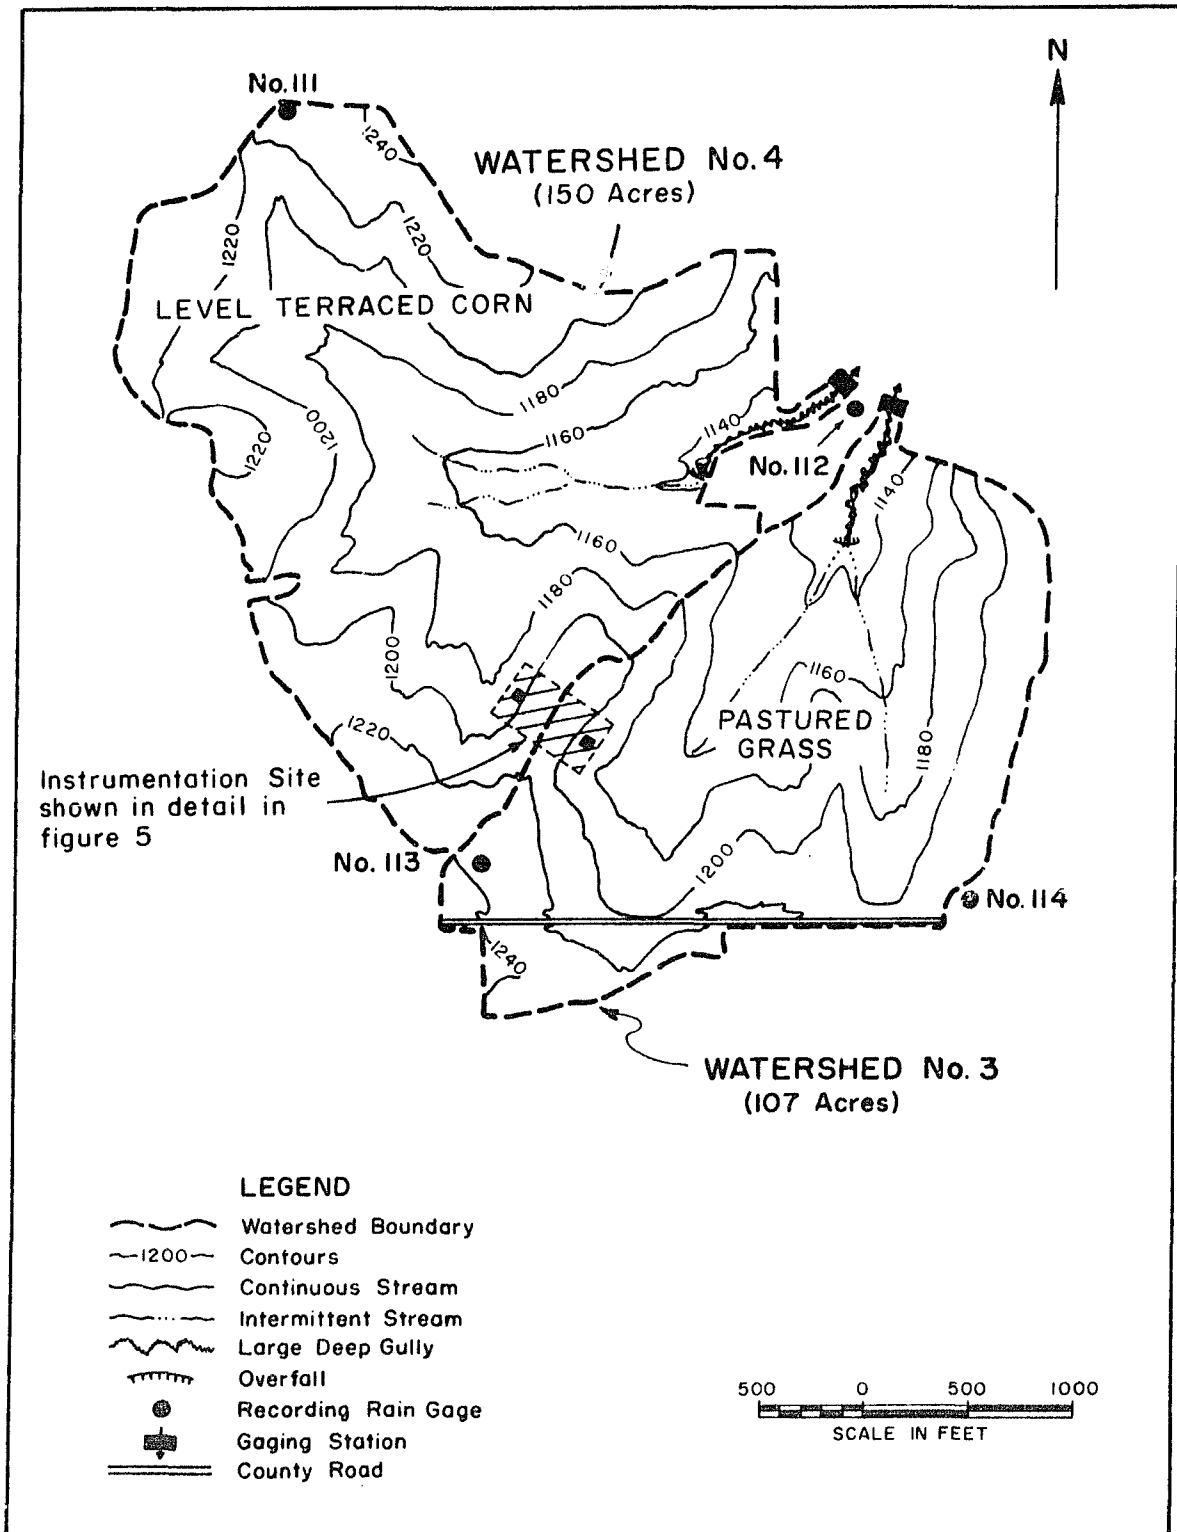 No. 111
N
1240
WATERSHED No. 4
(150 Acres)
1220
1220
LEVEL TERRACED CORN
1180
1200
1160
1140
1220
No. 112
1140
1160
1180
1200
1160
1220
PASTURED
GRASS
1180
Instrumentation Site
shown in detail in
figure 5
No. 113
1200
No. 114
1240
WATERSHED No. 3
(107 Acres)
LEGEND
Watershed Boundary
1200 Contours
Continuous Stream
Intermittent Stream
Large Deep Gully
Overfall
Recording Rain Gage
Gaging Station
County Road
500 0 500 1000
SCALE IN FEET